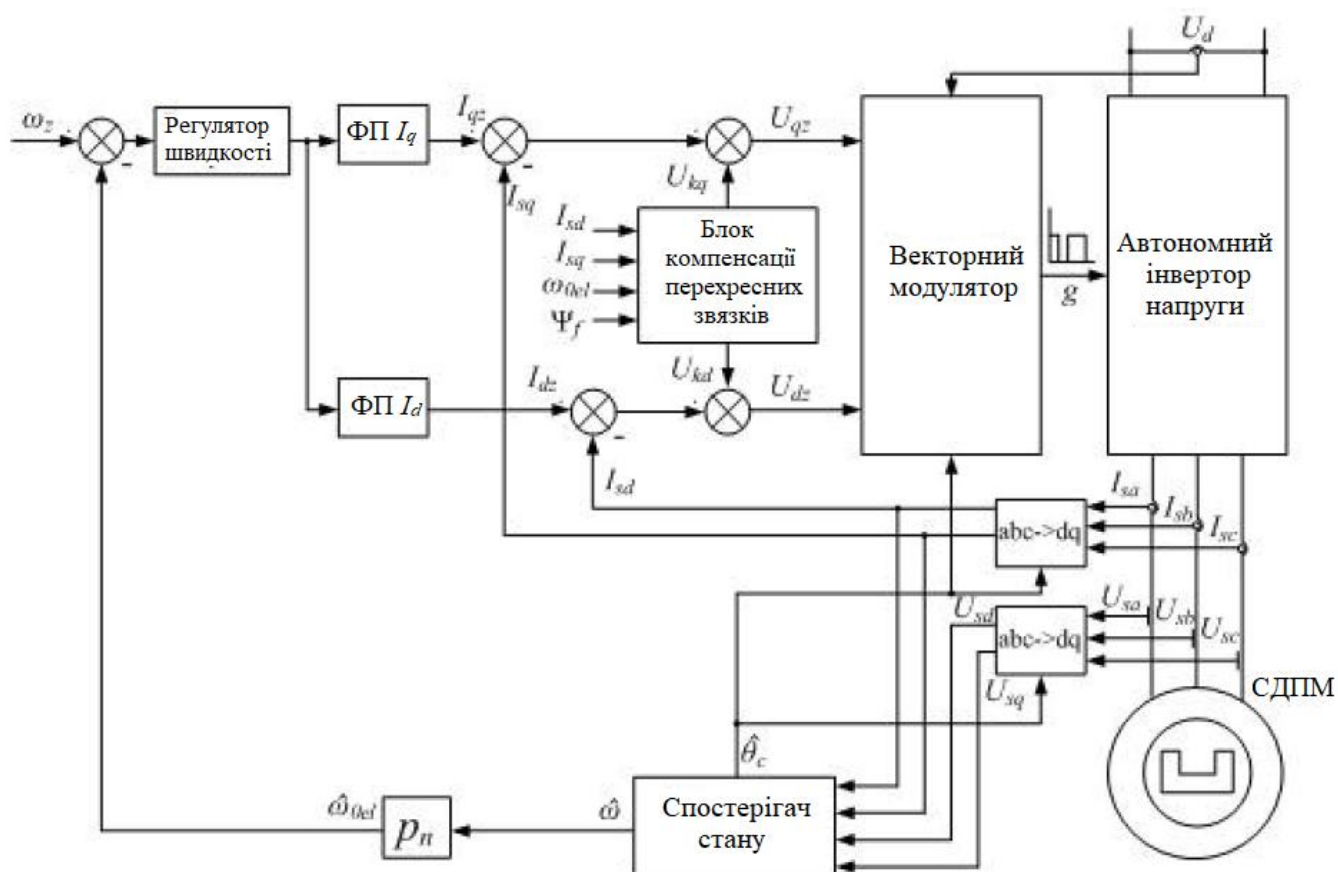 U_d
ω_z
Регулятор
швидкості
ФП I_q
I_qz
U_qz
I_sq
U_kq
I_sd
I_sq
ω_0el
Ψ_f
Блок
компенсації
перехресних
звязків
Векторний
модулятор
g
Автономний
інвертор
напруги
ФП I_d
I_dz
U_kd
U_dz
I_sd
abc->dq
I_sa
I_sb
I_sc
U_sd
abc->dq
U_sa
U_sb
U_sc
U_sq
СДПМ
θ̂_c
ω̂_0el
p_n
ω̂
Спостерігач
стану